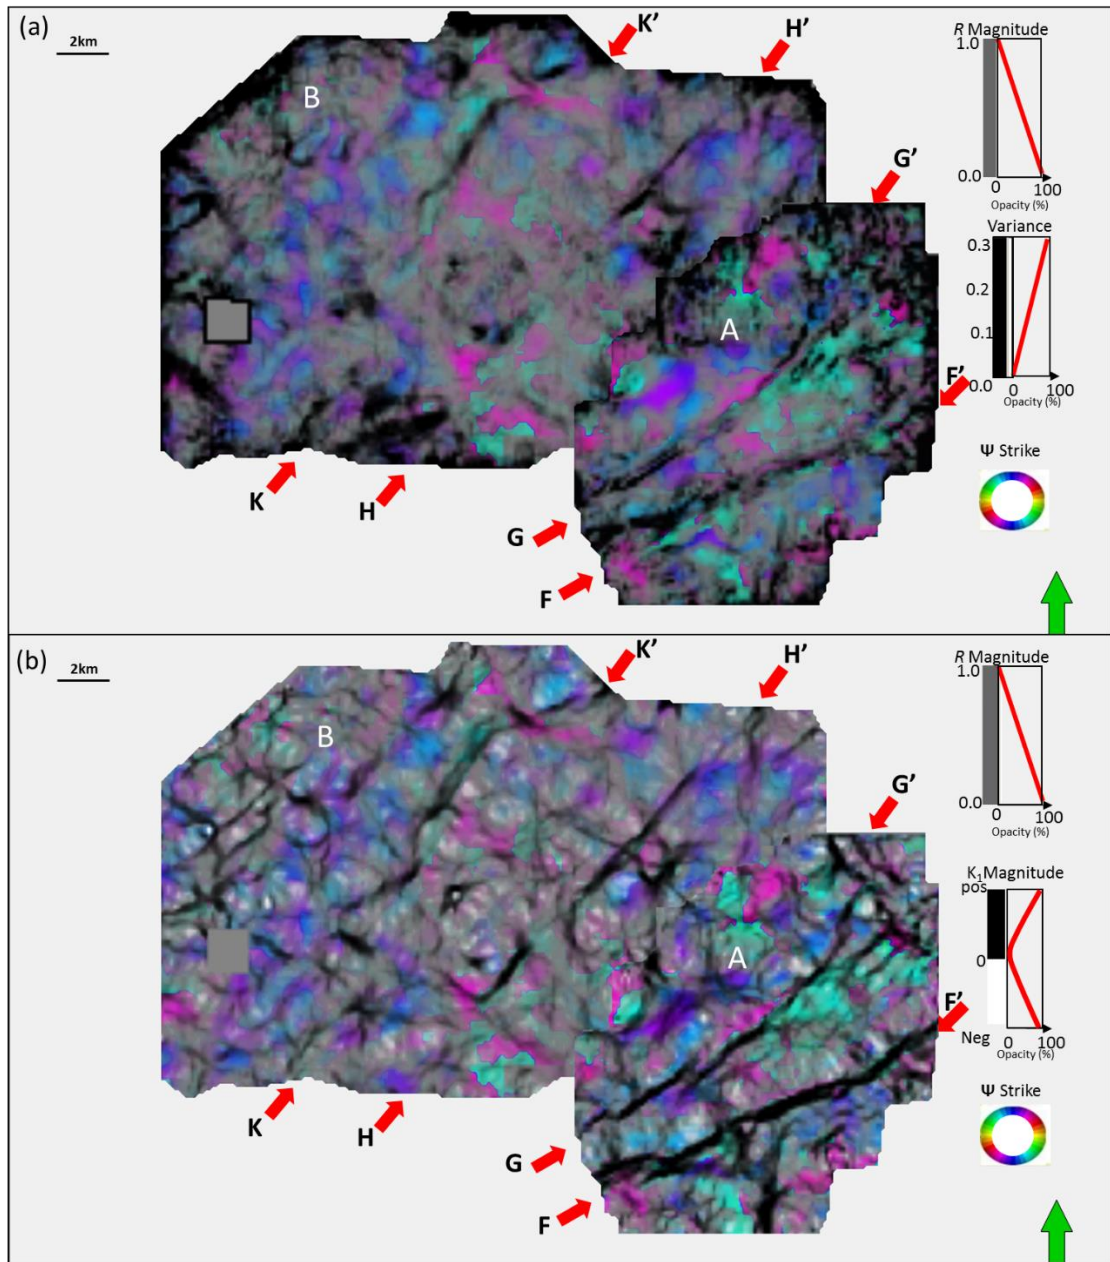 (a)
2km
K'
H'
R Magnitude
1.0
B
G'
0.0
0
100
Opacity (%)
Variance
0.3
0.2
A
0.1
F'
0.0
0
100
Opacity (%)
Ψ Strike
K
H
G
F
(b)
2km
K'
H'
R Magnitude
1.0
B
G'
0.0
0
100
Opacity (%)
K₁Magnitude
pos
A
0
F'
Neg
0
100
Opacity (%)
Ψ Strike
K
H
G
F